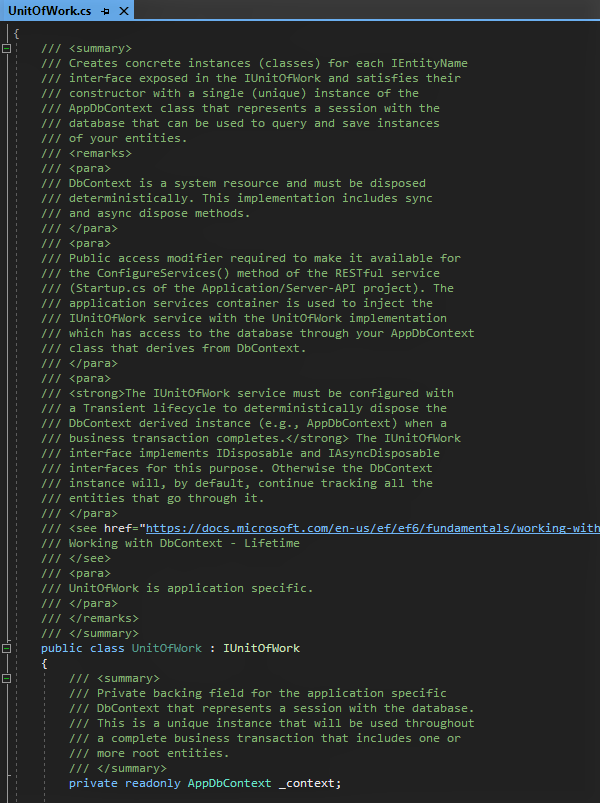 UnitOfWork.cs
{
/// <summary>
/// Creates concrete instances (classes) for each IEntityName
/// interface exposed in the IUnitOfWork and satisfies their
/// constructor with a single (unique) instance of the
/// AppDbContext class that represents a session with the
/// database that can be used to query and save instances
/// of your entities.
/// <remarks>
/// <para>
/// DbContext is a system resource and must be disposed
/// deterministically. This implementation includes sync
/// and async dispose methods.
/// </para>
/// <para>
/// Public access modifier required to make it available for
/// the ConfigureServices() method of the RESTful service
/// (Startup.cs of the Application/Server-API project). The
/// application services container is used to inject the
/// IUnitOfWork service with the UnitOfWork implementation
/// which has access to the database through your AppDbContext
/// class that derives from DbContext.
/// </para>
/// <para>
/// <strong>The IUnitOfWork service must be configured with
/// a Transient lifecycle to deterministically dispose the
/// DbContext derived instance (e.g., AppDbContext) when a
/// business transaction completes.</strong> The IUnitOfWork
/// interface implements IDisposable and IAsyncDisposable
/// interfaces for this purpose. Otherwise the DbContext
/// instance will, by default, continue tracking all the
/// entities that go through it.
/// </para>
/// <see href="https://docs.microsoft.com/en-us/ef/ef6/fundamentals/working-with
/// Working with DbContext - Lifetime
/// </see>
/// <para>
/// UnitOfWork is application specific.
/// </para>
/// </remarks>
/// </summary>
public class UnitOfWork : IUnitOfWork
{
/// <summary>
/// Private backing field for the application specific
/// DbContext that represents a session with the database.
/// This is a unique instance that will be used throughout
/// a complete business transaction that includes one or
/// more root entities.
/// </summary>
private readonly AppDbContext _context;